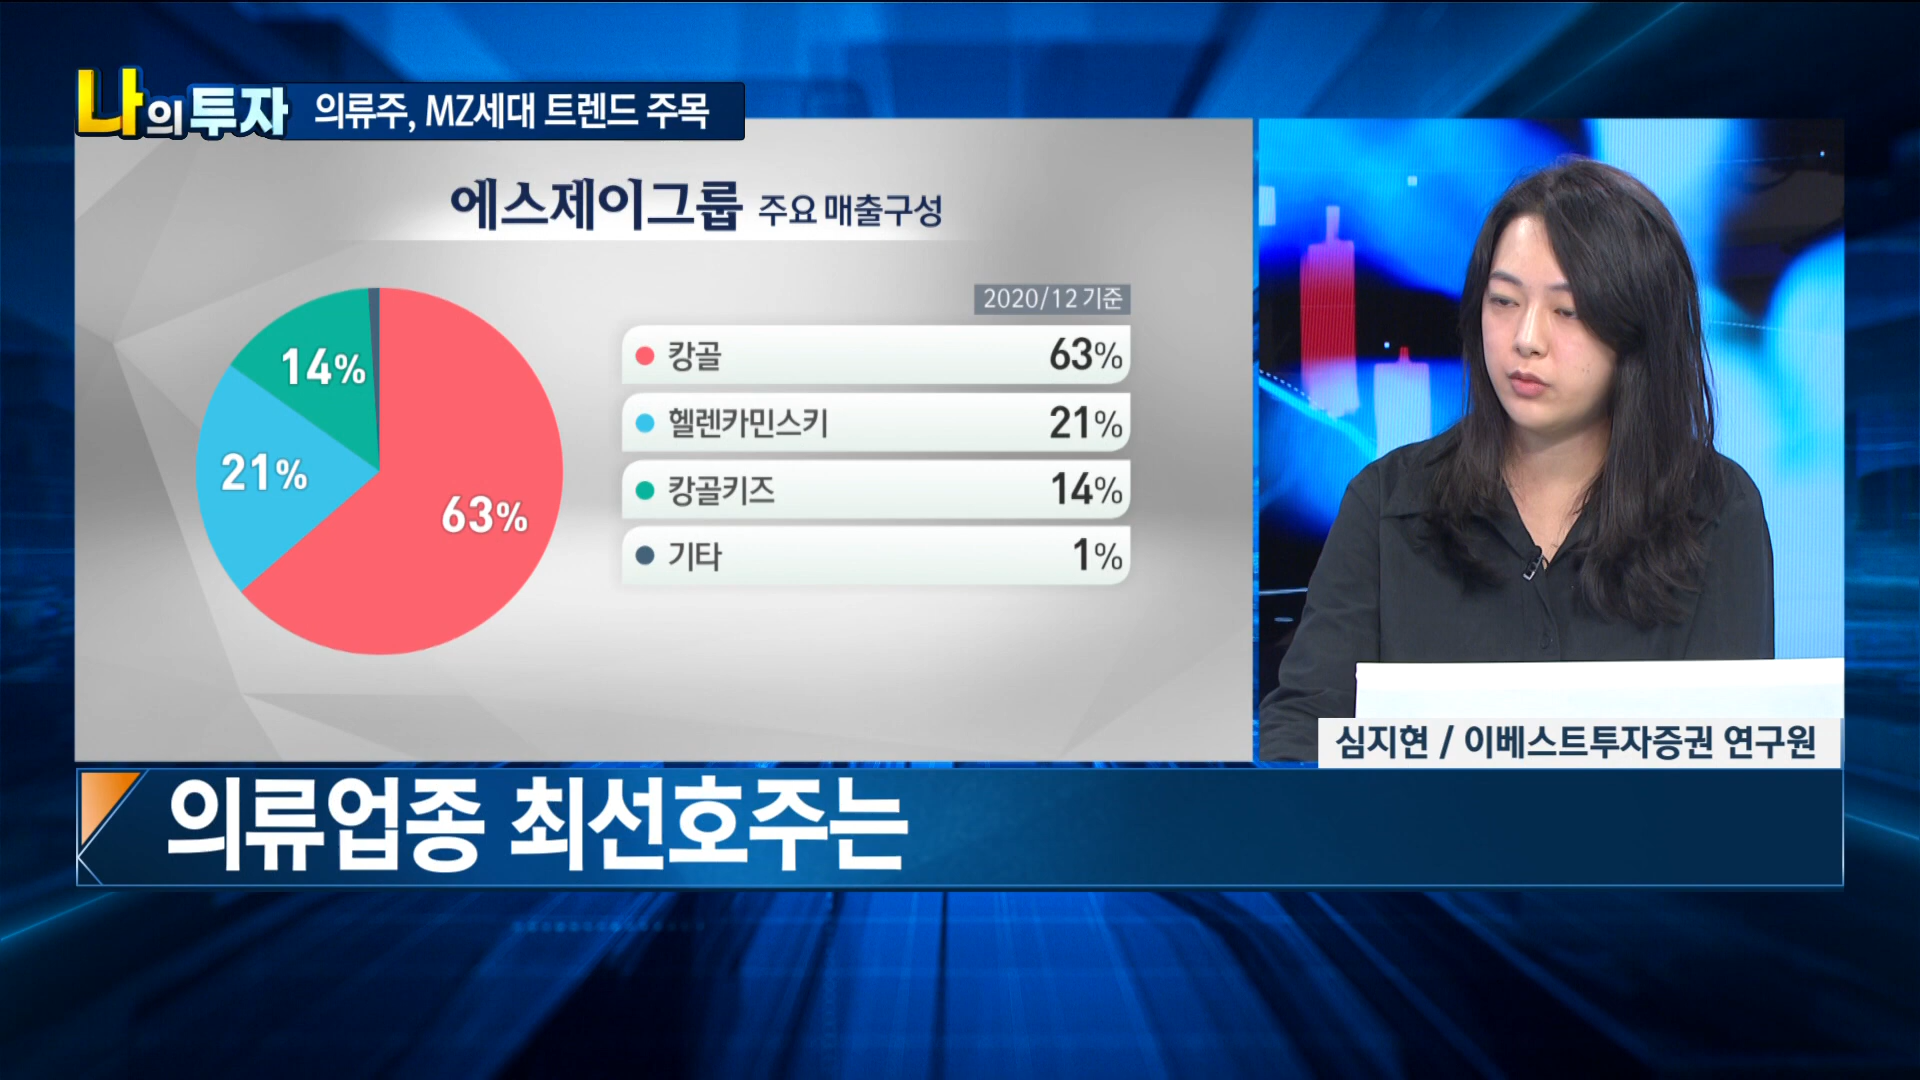 나의 투자
의류주, MZ세대 트렌드 주목
에스제이그룹 주요 매출구성
2020/12 기준
캉골 63%
헬렌카민스키 21%
캉골키즈 14%
기타 1%
14%
21%
63%
심지현 / 이베스트투자증권 연구원
의류업종 최선호주는